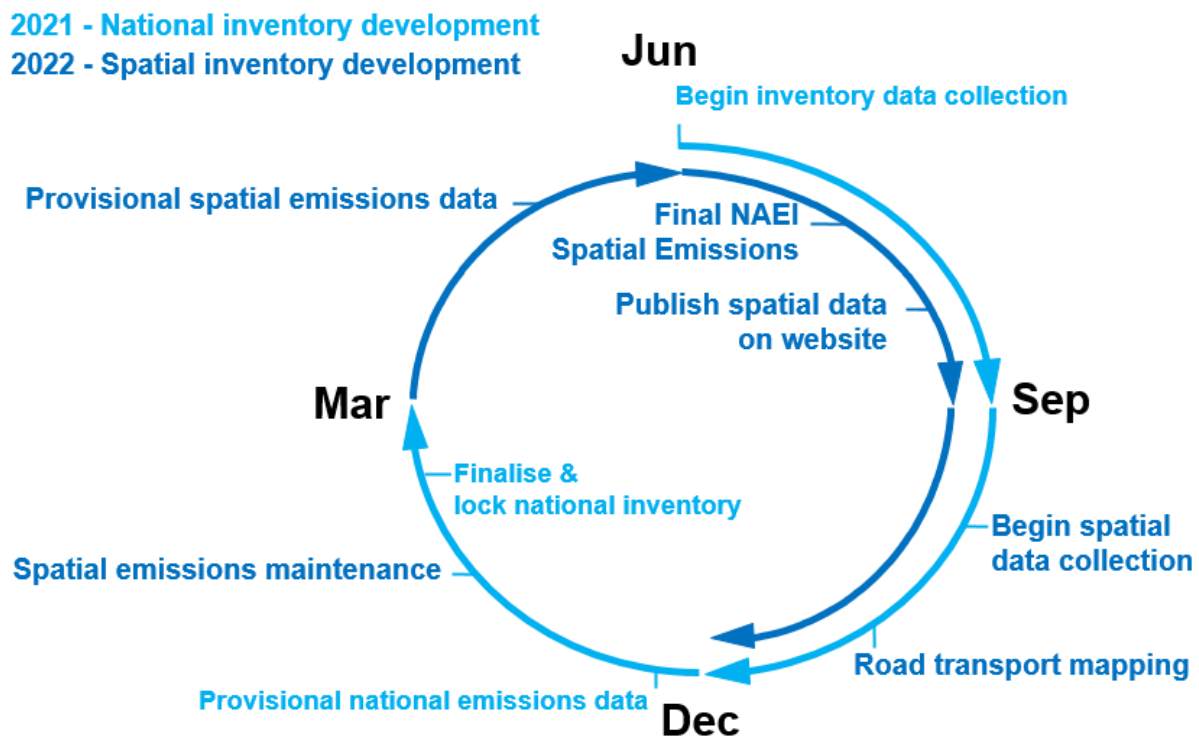 2021 - National inventory development
2022 - Spatial inventory development
Jun
Begin inventory data collection
Provisional spatial emissions data
Final NAEI
Spatial Emissions
Publish spatial data
on website
Mar
Sep
Finalise &
lock national inventory
Begin spatial
data collection
Spatial emissions maintenance
Road transport mapping
Provisional national emissions data
Dec